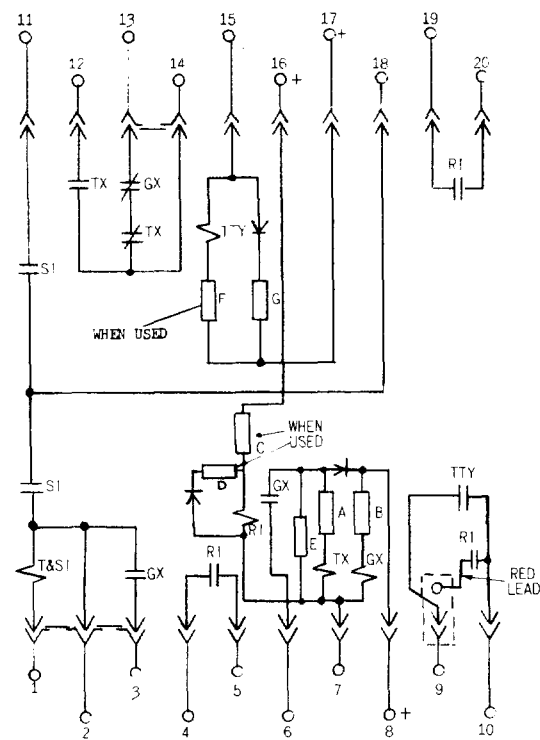 11
13
15
17+
19
12
14
16
+
18
20
TX
GX
R1
TX
TTY
S1
F
G
WHEN USED
WHEN
USED
C
D
GX
TTY
S1
A
B
R1
E
R1
T&S1
GX
R1
TX
GX
RED
LEAD
1
3
5
7
9
2
4
6
8
+
10